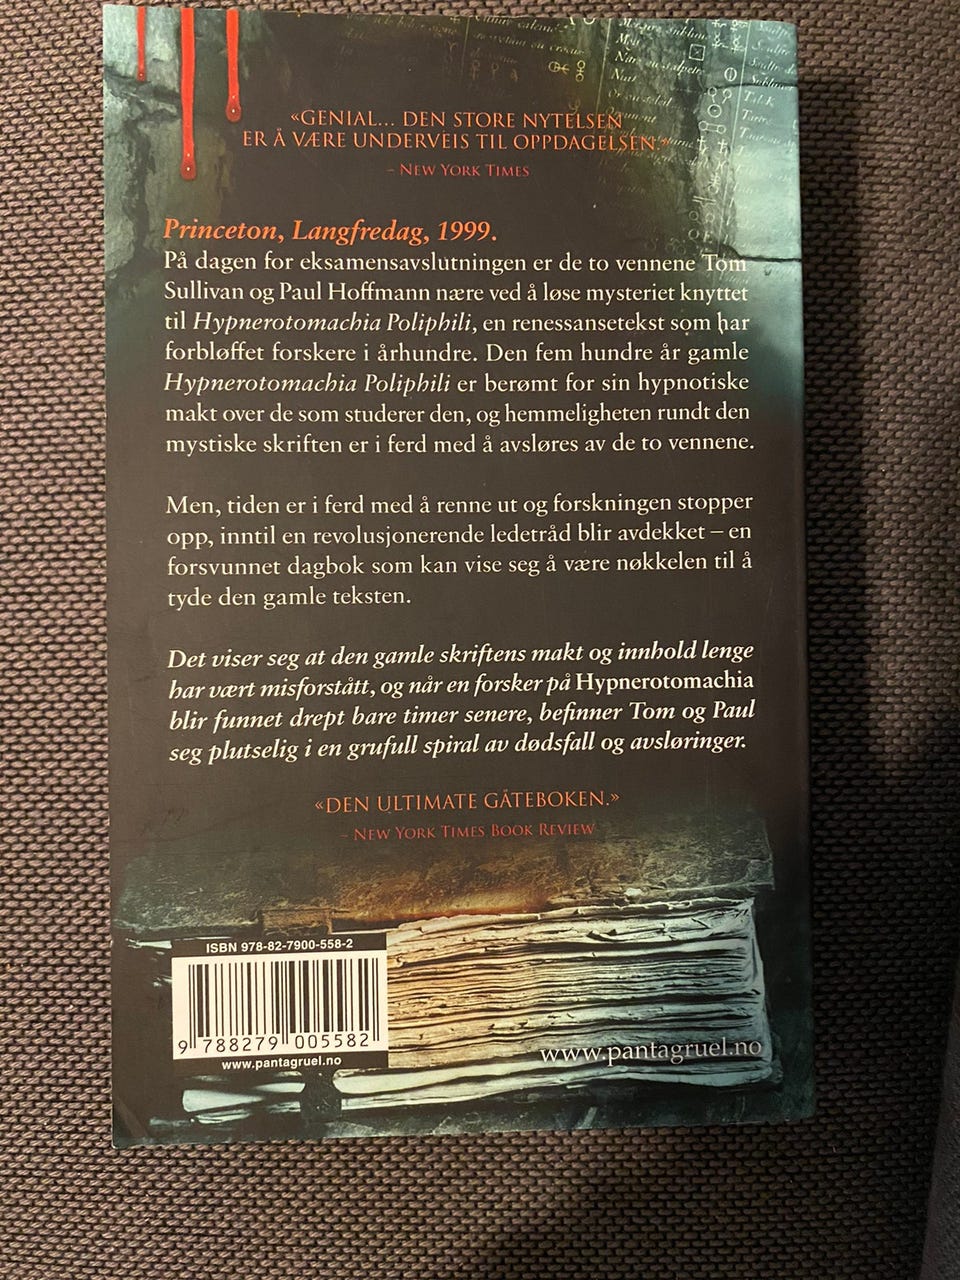 «GENIAL... DEN STORE NYTELSEN
ER Å VÆRE UNDERVEIS TIL OPPDAGELSEN.»
– NEW YORK TIMES
Princeton, Langfredag, 1999.
På dagen for eksamensavslutningen er de to vennene Tom
Sullivan og Paul Hoffmann nære ved å løse mysteriet knyttet
til Hypnerotomachia Poliphili, en renessansetekst som har
forbløffet forskere i århundre. Den fem hundre år gamle
Hypnerotomachia Poliphili er berømt for sin hypnotiske
makt over de som studerer den, og hemmeligheten rundt den
mystiske skriften er i ferd med å avsløres av de to vennene.
Men, tiden er i ferd med å renne ut og forskningen stopper
opp, inntil en revolusjonerende ledetråd blir avdekket – en
forsvunnet dagbok som kan vise seg å være nøkkelen til å
tyde den gamle teksten.
Det viser seg at den gamle skriftens makt og innhold lenge
har vært misforstått, og når en forsker på Hypnerotomachia
blir funnet drept bare timer senere, befinner Tom og Paul
seg plutselig i en grufull spiral av dødsfall og avsløringer.
«DEN ULTIMATE GÅTEBOKEN.»
– NEW YORK TIMES BOOK REVIEW
ISBN 978-82-7900-558-2
9 788279 005582
www.pantagruel.no
www.pantagruel.no